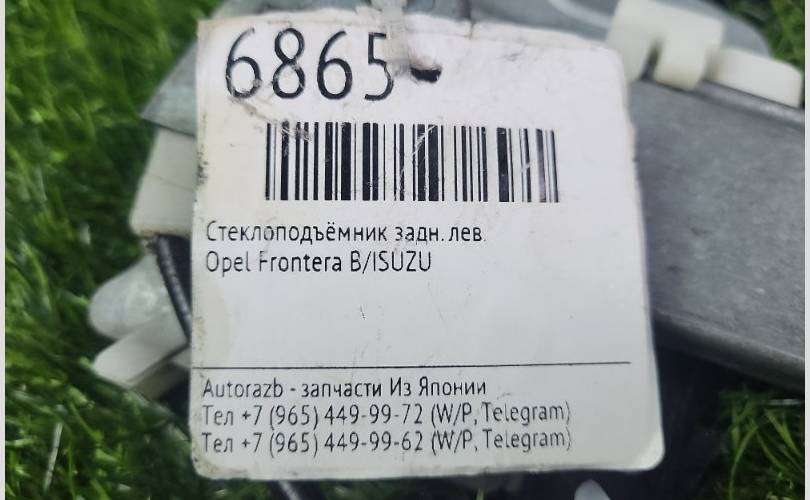 6865
Стеклоподъёмник задн. лев.
Opel Frontera B/ISUZU
Autorazb - запчасти Из Японии
Тел +7 (965) 449-99-72 (W/P, Telegram)
Тел +7 (965) 449-99-62 (W/P, Telegram)